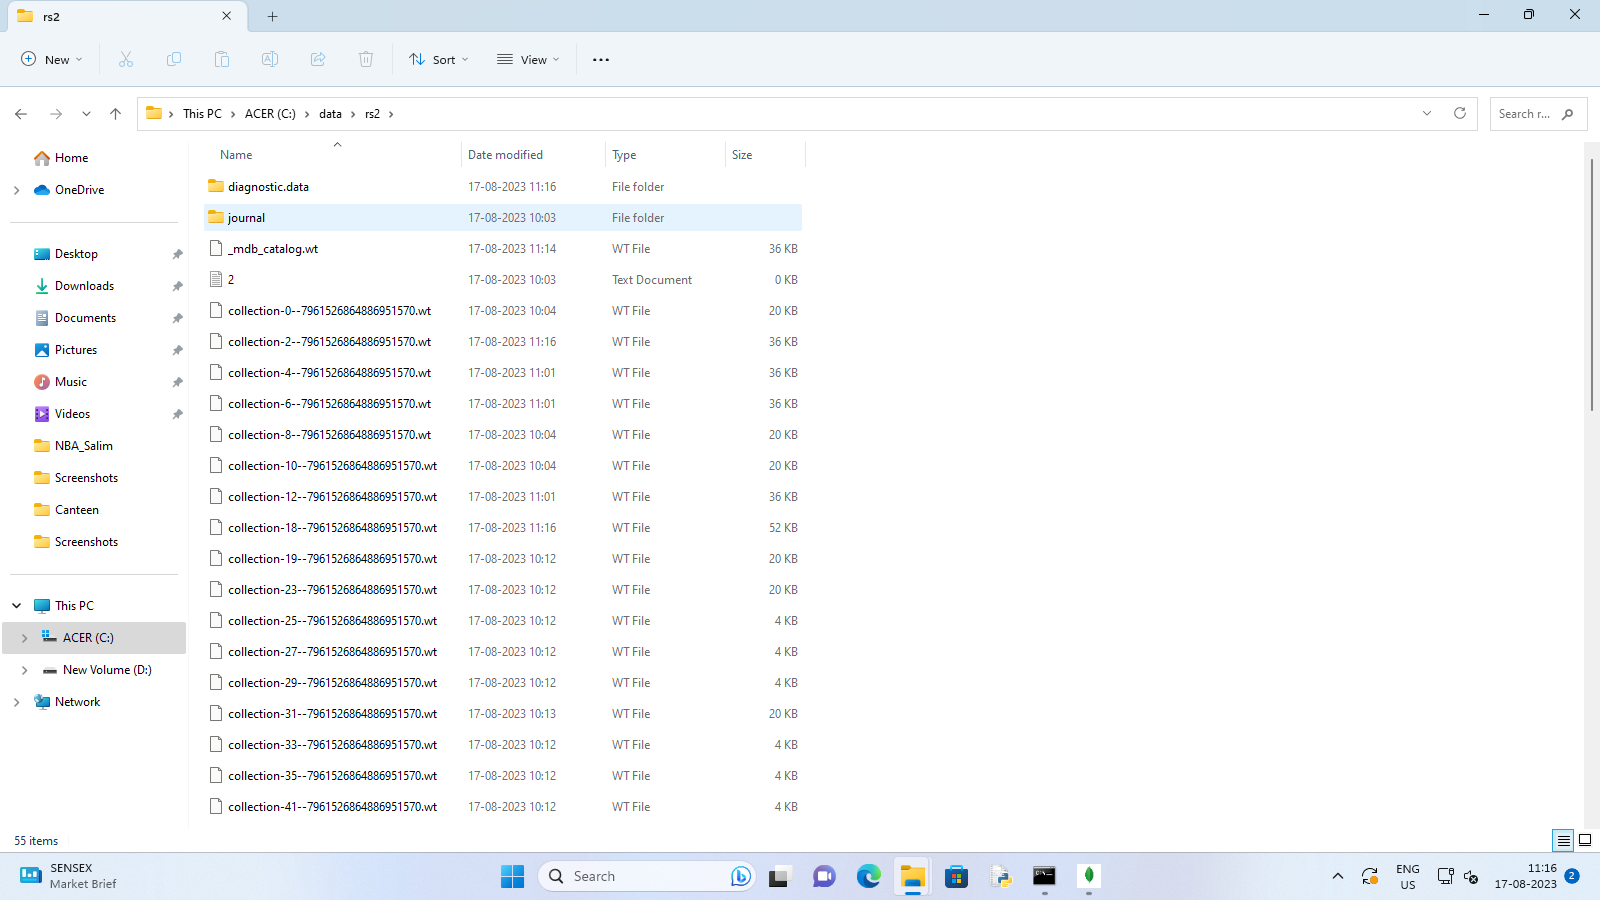 rs2
New
Sort
View
This PC
ACER (C:)
data
rs2
Search r...
Home
OneDrive
Desktop
Downloads
Documents
Pictures
Music
Videos
NBA_Salim
Screenshots
Canteen
Screenshots
This PC
ACER (C:)
New Volume (D:)
Network
Name Date modified Type Size
diagnostic.data 17-08-2023 11:16 File folder
journal 17-08-2023 10:03 File folder
_mdb_catalog.wt 17-08-2023 11:14 WT File 36 KB
2 17-08-2023 10:03 Text Document 0 KB
collection-0--7961526864886951570.wt 17-08-2023 10:04 WT File 20 KB
collection-2--7961526864886951570.wt 17-08-2023 11:16 WT File 36 KB
collection-4--7961526864886951570.wt 17-08-2023 11:01 WT File 36 KB
collection-6--7961526864886951570.wt 17-08-2023 11:01 WT File 36 KB
collection-8--7961526864886951570.wt 17-08-2023 10:04 WT File 20 KB
collection-10--7961526864886951570.wt 17-08-2023 10:04 WT File 20 KB
collection-12--7961526864886951570.wt 17-08-2023 11:01 WT File 36 KB
collection-18--7961526864886951570.wt 17-08-2023 11:16 WT File 52 KB
collection-19--7961526864886951570.wt 17-08-2023 10:12 WT File 20 KB
collection-23--7961526864886951570.wt 17-08-2023 10:12 WT File 20 KB
collection-25--7961526864886951570.wt 17-08-2023 10:12 WT File 4 KB
collection-27--7961526864886951570.wt 17-08-2023 10:12 WT File 4 KB
collection-29--7961526864886951570.wt 17-08-2023 10:12 WT File 4 KB
collection-31--7961526864886951570.wt 17-08-2023 10:13 WT File 20 KB
collection-33--7961526864886951570.wt 17-08-2023 10:12 WT File 4 KB
collection-35--7961526864886951570.wt 17-08-2023 10:12 WT File 4 KB
collection-41--7961526864886951570.wt 17-08-2023 10:12 WT File 4 KB
55 items
SENSEX
Market Brief
Search
ENG
US
11:16
17-08-2023
2